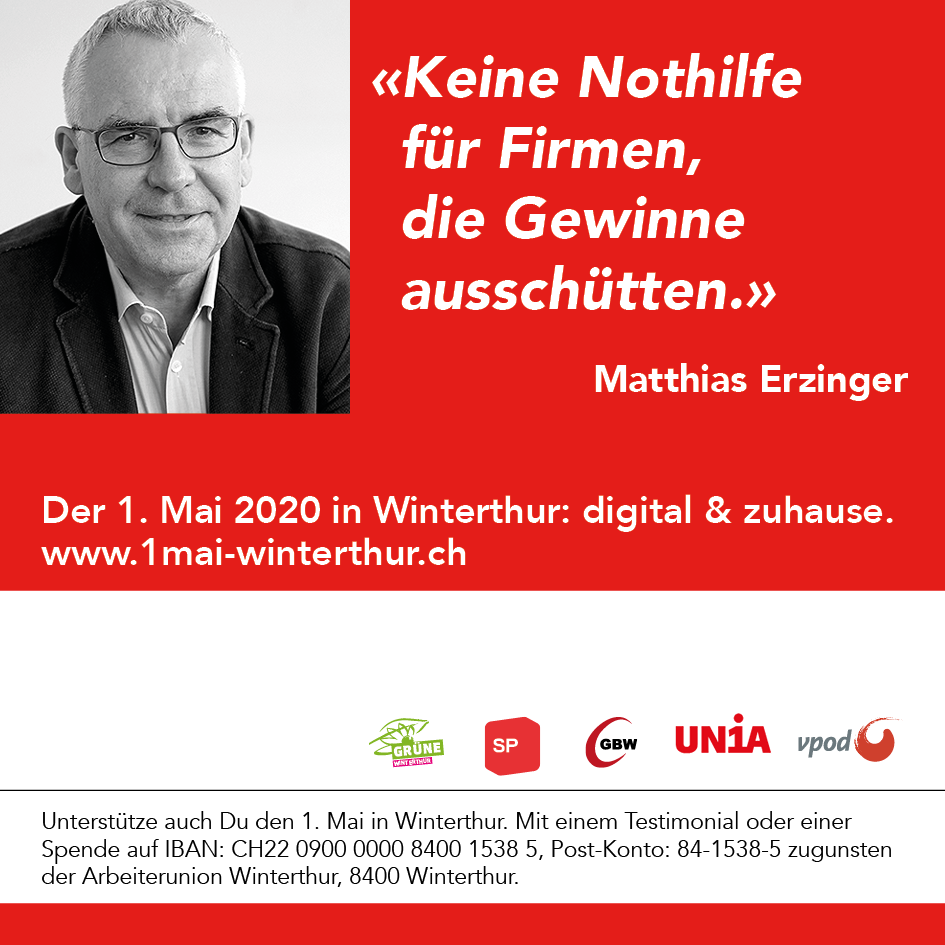 «Keine Nothilfe
für Firmen,
die Gewinne
ausschütten.»
Matthias Erzinger
Der 1. Mai 2020 in Winterthur: digital & zuhause.
www.1mai-winterthur.ch
GRÜNE
WINTERTHUR
SP
GBW
UNiA
vpod
Unterstütze auch Du den 1. Mai in Winterthur. Mit einem Testimonial oder einer
Spende auf IBAN: CH22 0900 0000 8400 1538 5, Post-Konto: 84-1538-5 zugunsten
der Arbeiterunion Winterthur, 8400 Winterthur.